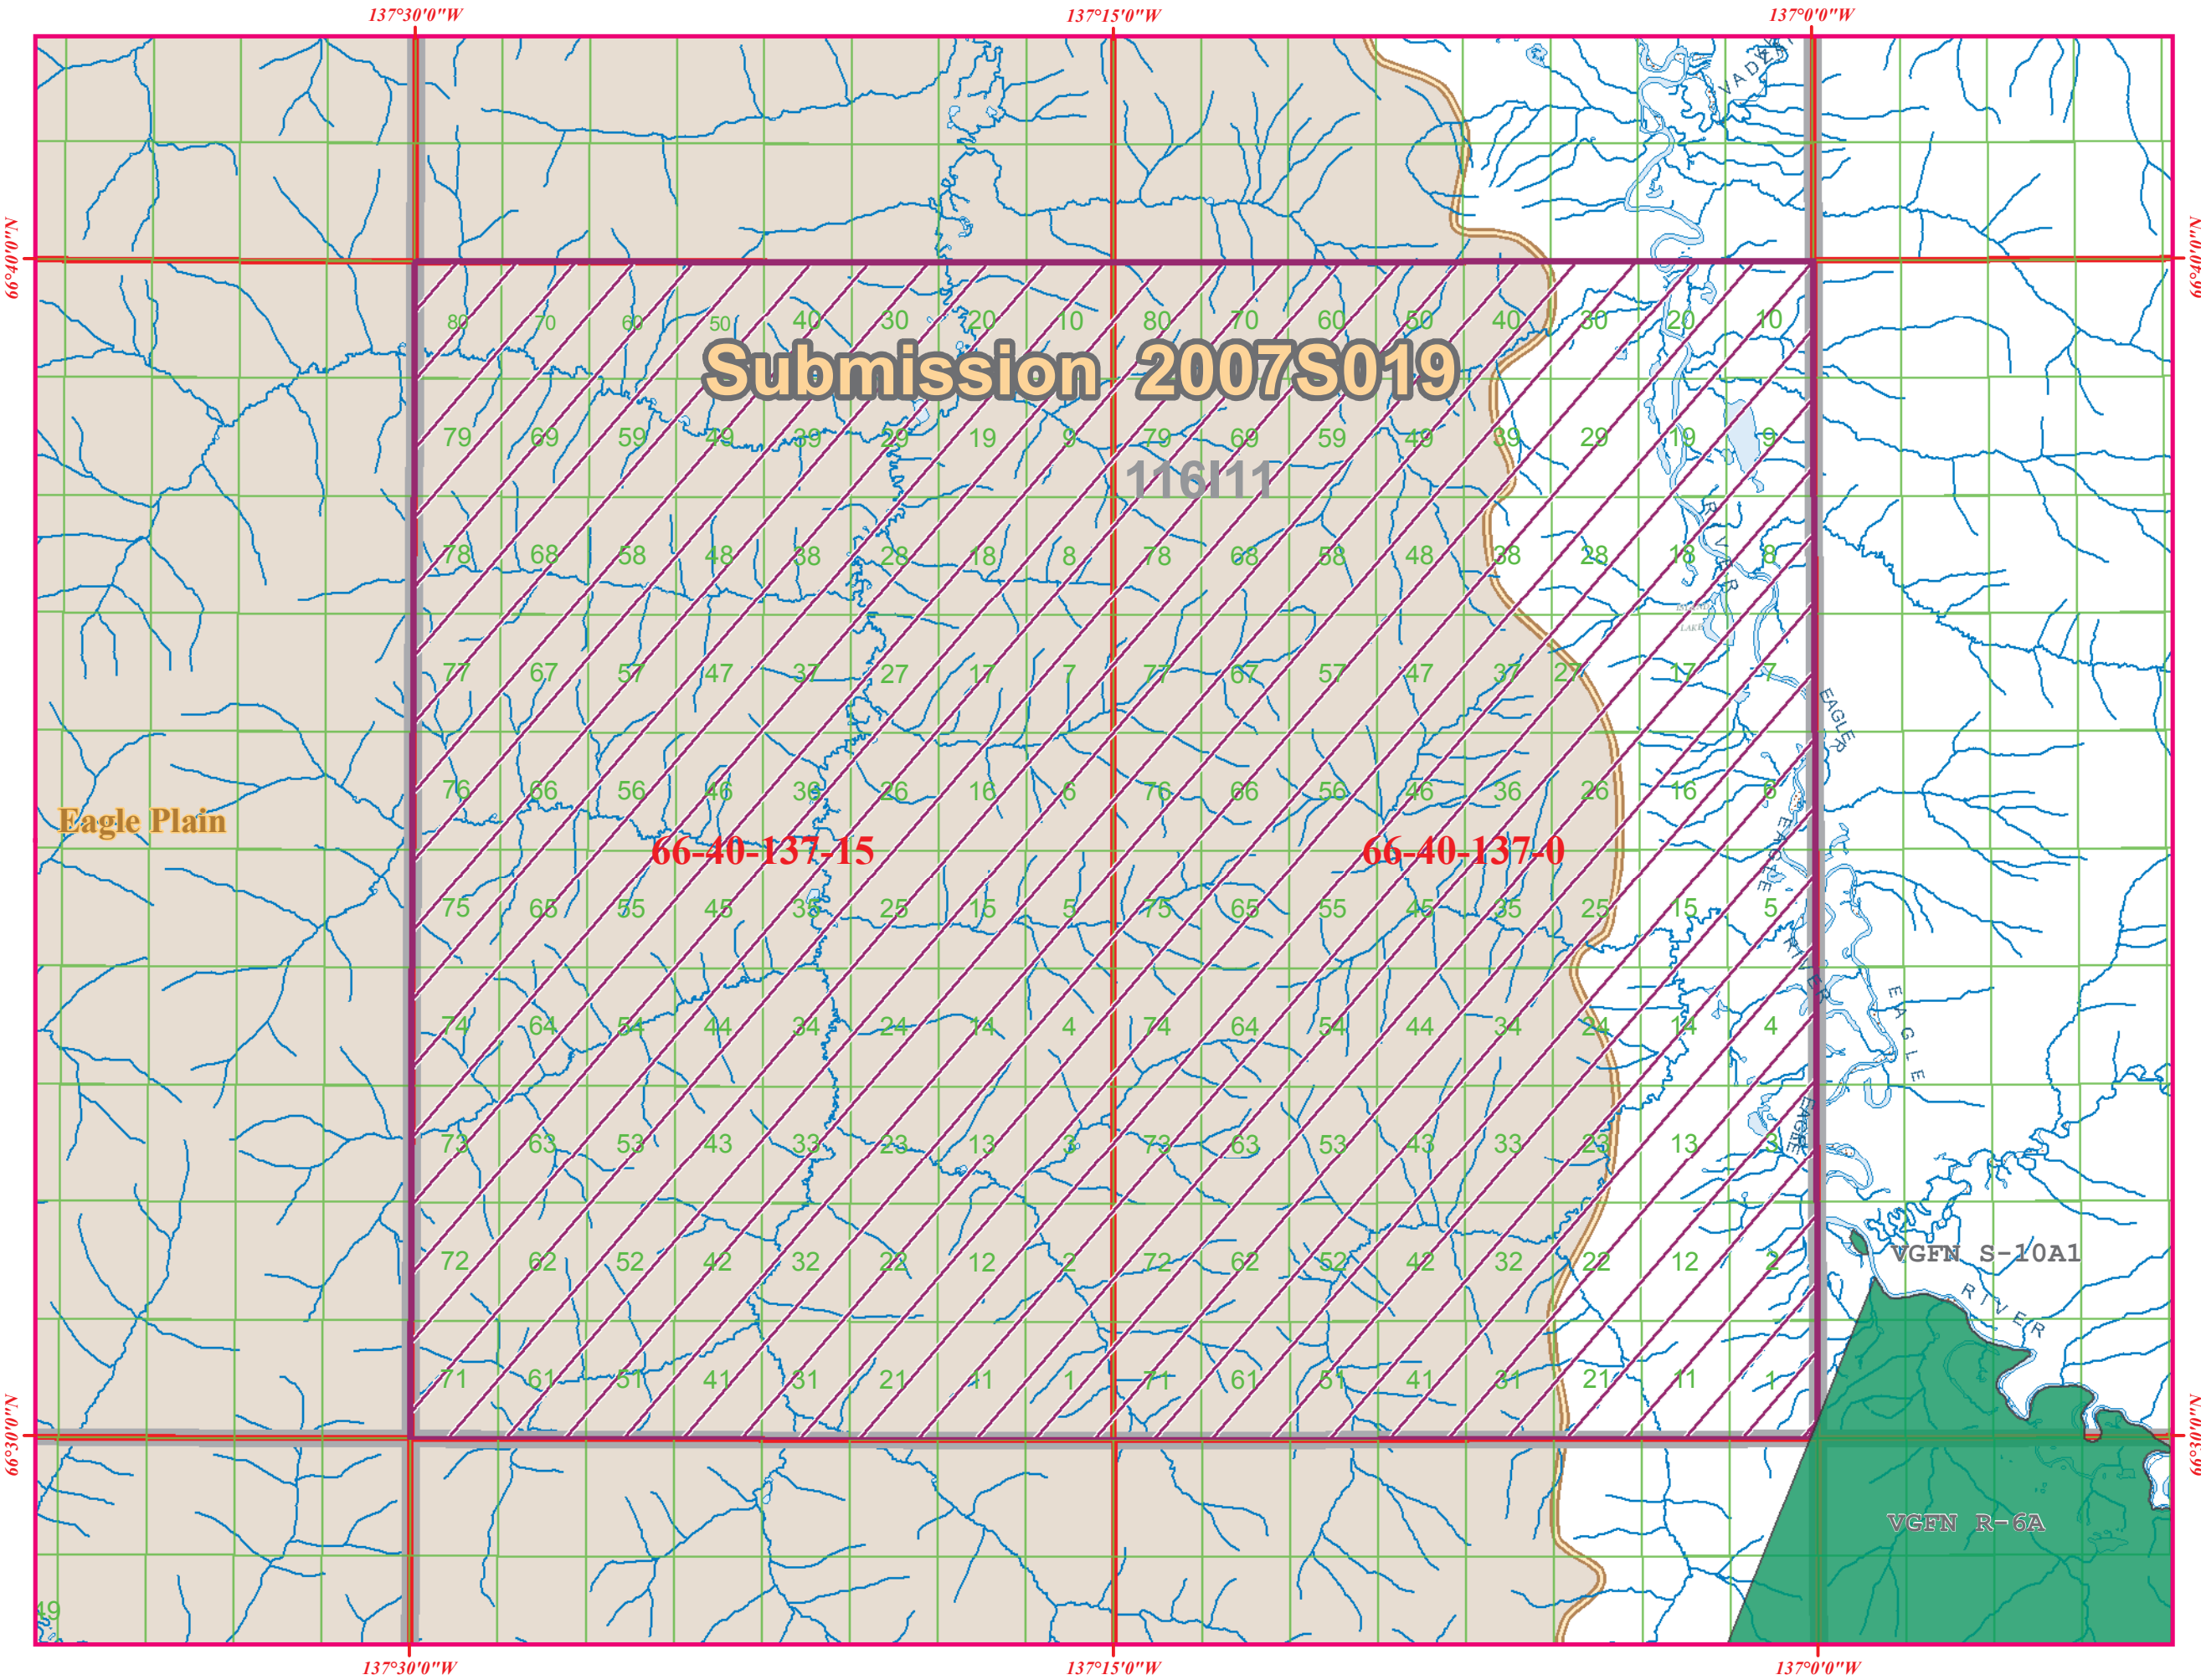 137°30'0"W 137°15'0"W 137°0'0"W
66°40'0"N 66°40'0"N
VADE
80 70 60 50 40 30 20 10 80 70 60 50 40 30 20 10
Submission 2007S019
79 69 59 49 39 29 19 9 79 69 59 49 39 29 19 9
116I11
RIVER
78 68 58 48 38 28 18 8 78 68 58 48 38 28 18 8
LAKE
77 67 57 47 37 27 17 7 77 67 57 47 37 27 17 7
EAGLE
76 66 56 46 36 26 16 6 76 66 56 46 36 26 16 6
Eagle Plain
EAGLE
66-40-137-15 66-40-137-0
75 65 55 45 35 25 15 5 75 65 55 45 35 25 15 5
RIVER
EAGLE
74 64 54 44 34 24 14 4 74 64 54 44 34 24 14 4
EAGLE
73 63 53 43 33 23 13 3 73 63 53 43 33 23 13 3
VGFN S-10A1
72 62 52 42 32 22 12 2 72 62 52 42 32 22 12 2
RIVER
71 61 51 41 31 21 11 1 71 61 51 41 31 21 11 1
66°30'0"N 66°30'0"N
VGFN R-6A
49
137°30'0"W 137°15'0"W 137°0'0"W